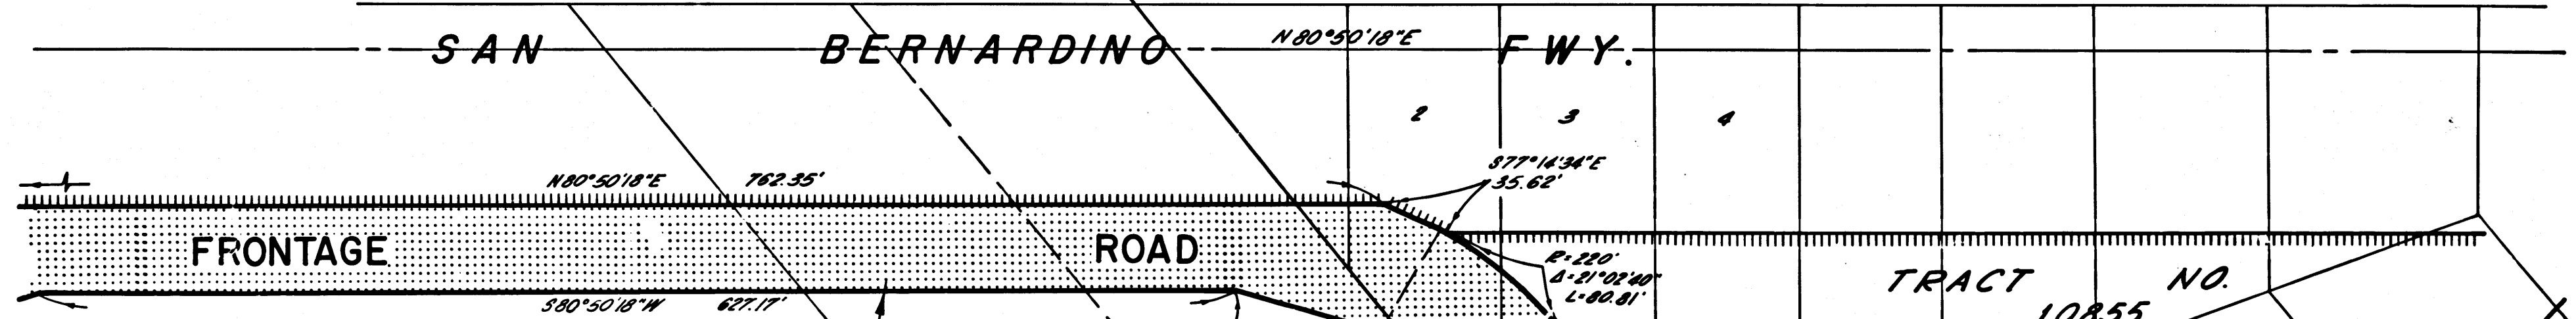 SAN BERNARDINO FWY.
N80°50'18"E
2 3 4
S77°14'34"E
35.62'
N80°50'18"E 762.35'
FRONTAGE ROAD
R=220'
Δ=21°02'40"
L=80.81'
TRACT NO.
10855
S80°50'18"W 627.17'